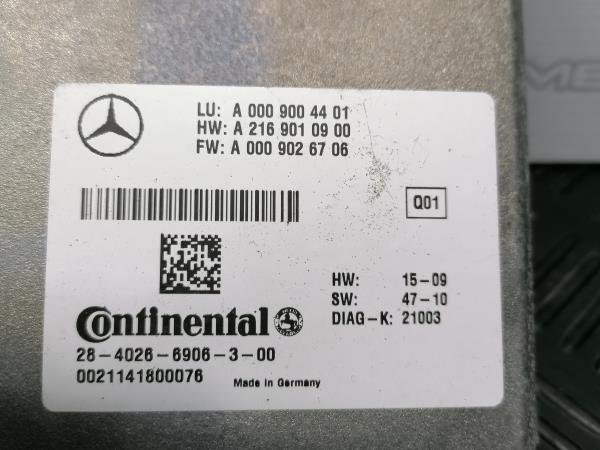 LU: A 000 900 44 01
HW: A 216 901 09 00
FW: A 000 902 67 06
Q01
HW: 15-09
SW: 47-10
DIAG-K: 21003
Continental
28-4026-6906-3-00
0021141800076 Made in Germany